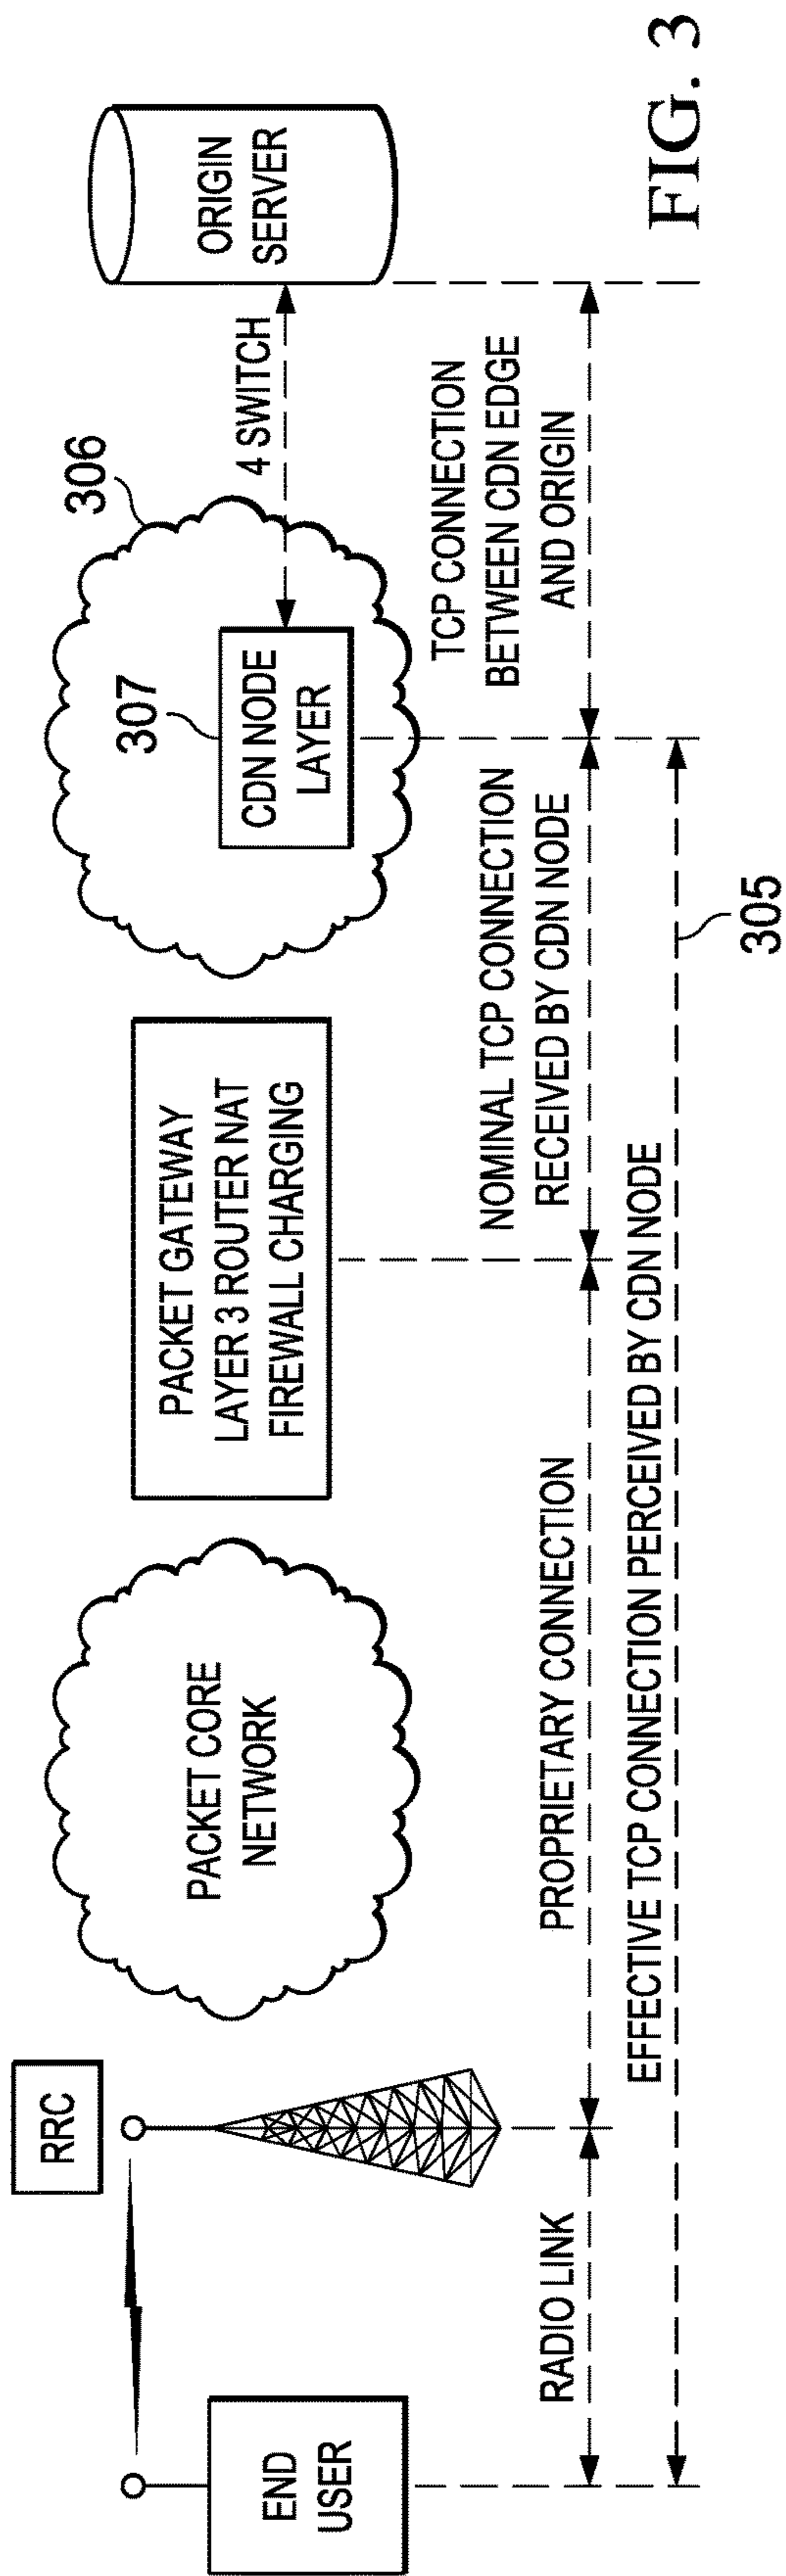 RRC
END
USER
PACKET CORE
NETWORK
PACKET GATEWAY
LAYER 3 ROUTER NAT
FIREWALL CHARGING
306
307
CDN NODE
LAYER
4 SWITCH
ORIGIN
SERVER
RADIO LINK
PROPRIETARY CONNECTION
NOMINAL TCP CONNECTION
RECEIVED BY CDN NODE
TCP CONNECTION
BETWEEN CDN EDGE
AND ORIGIN
EFFECTIVE TCP CONNECTION PERCEIVED BY CDN NODE
305
FIG. 3